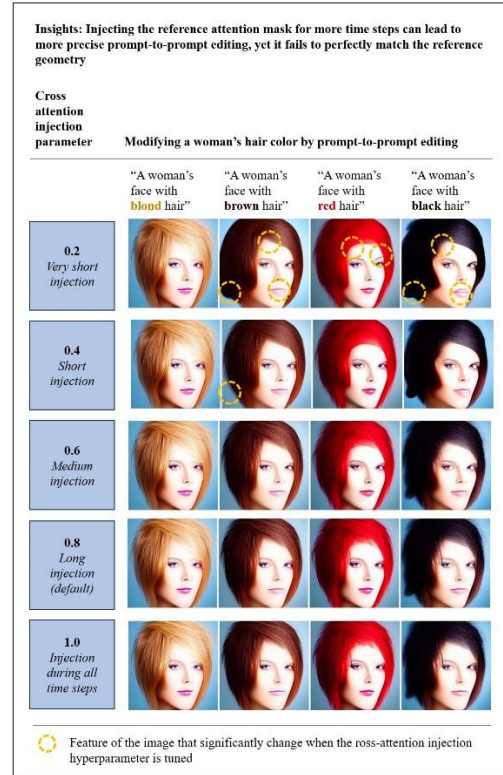 Insights: Injecting the reference attention mask for more time steps can lead to
more precise prompt-to-prompt editing, yet it fails to perfectly match the reference
geometry
Cross
attention
injection
parameter
Modifying a woman's hair color by prompt-to-prompt editing
“A woman's
face with
blond hair”
“A woman's
face with
brown hair”
“A woman's
face with
red hair”
“A woman's
face with
black hair”
0.2
Very short
injection
0.4
Short
injection
0.6
Medium
injection
0.8
Long
injection
(default)
1.0
Injection
during all
time steps
Feature of the image that significantly change when the ross-attention injection
hyperparameter is tuned